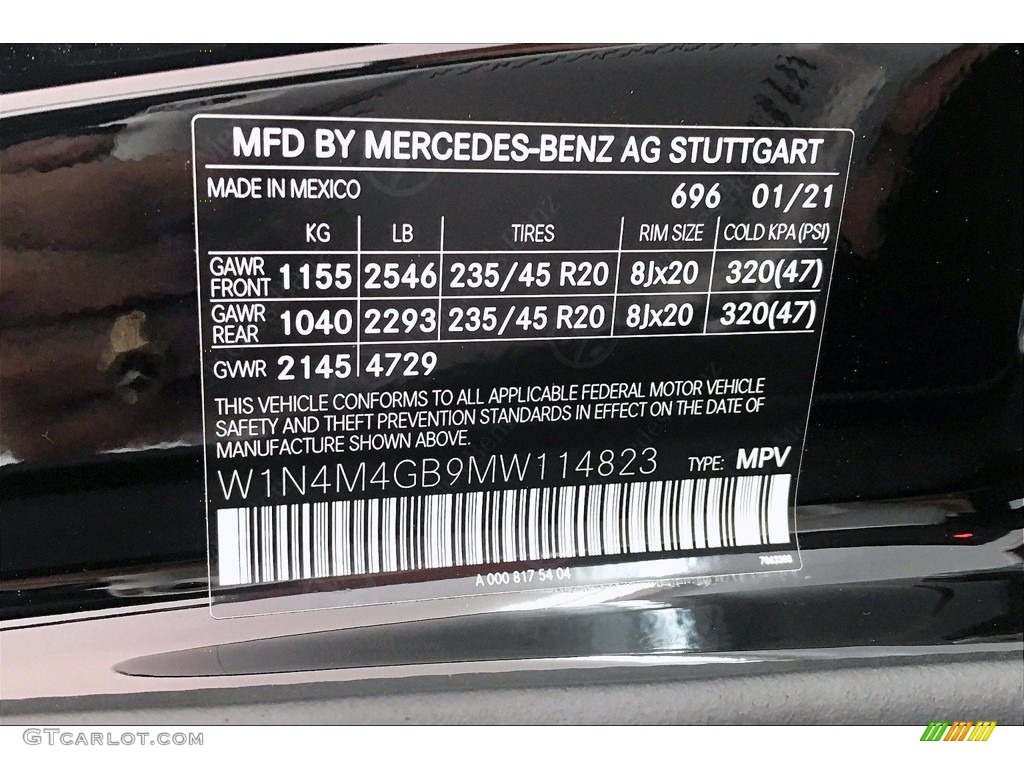 MFD BY MERCEDES-BENZ AG STUTTGART
MADE IN MEXICO 696 01/21
KG LB TIRES RIM SIZE COLD KPA (PSI)
GAWR FRONT 1155 2546 235/45 R20 8Jx20 320(47)
GAWR REAR 1040 2293 235/45 R20 8Jx20 320(47)
GVWR 2145 4729
THIS VEHICLE CONFORMS TO ALL APPLICABLE FEDERAL MOTOR VEHICLE
SAFETY AND THEFT PREVENTION STANDARDS IN EFFECT ON THE DATE OF
MANUFACTURE SHOWN ABOVE.
W1N4M4GB9MW114823 TYPE: MPV
A 000 817 54 04
GTCarlot.com